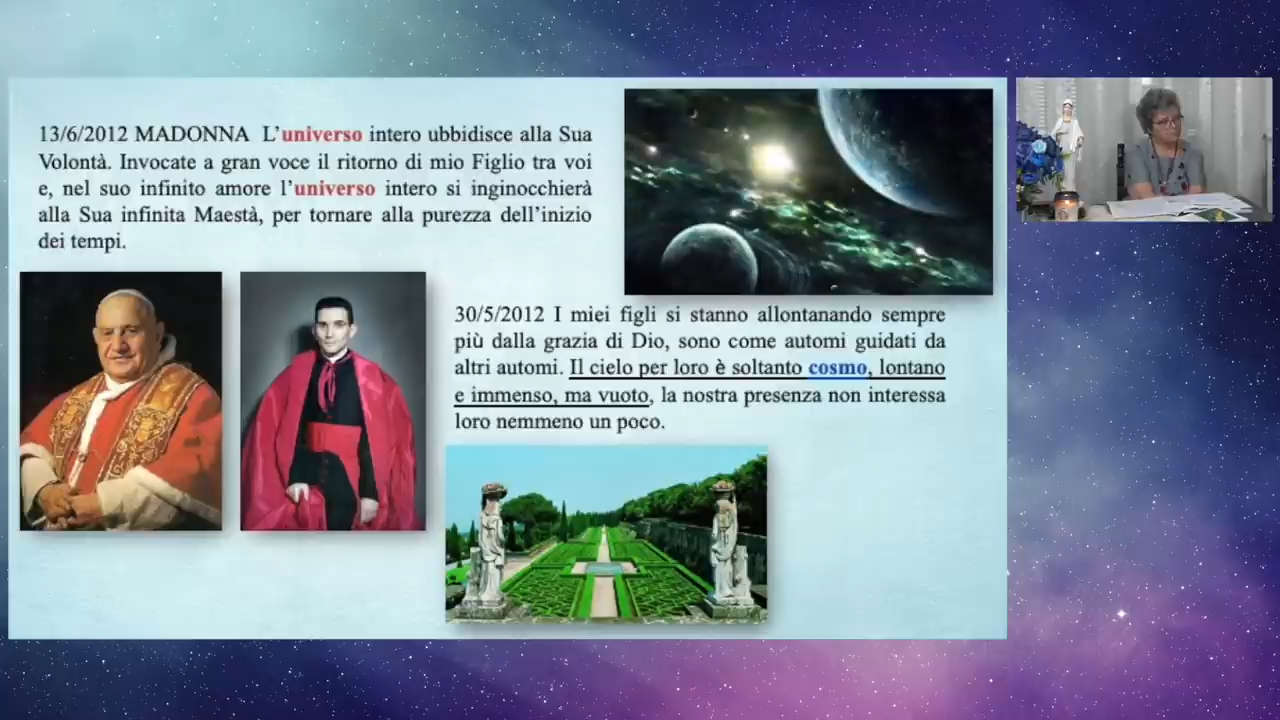 13/6/2012 MADONNA L'universo intero ubbidisce alla Sua
Volontà. Invocate a gran voce il ritorno di mio Figlio tra voi
e, nel suo infinito amore l'universo intero si inginocchierà
alla Sua infinita Maestà, per tornare alla purezza dell'inizio
dei tempi.
30/5/2012 I miei figli si stanno allontanando sempre
più dalla grazia di Dio, sono come automi guidati da
altri automi. Il cielo per loro è soltanto cosmo, lontano
e immenso, ma vuoto, la nostra presenza non interessa
loro nemmeno un poco.